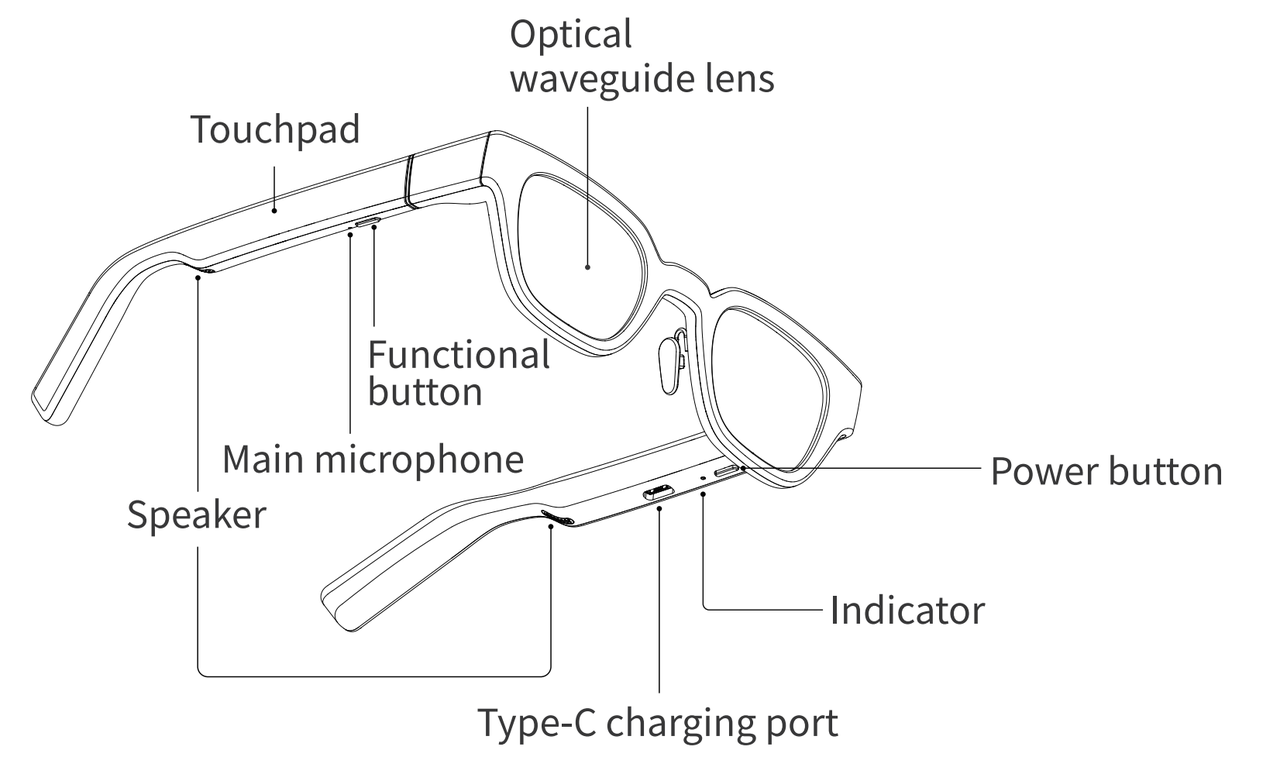 Optical
waveguide lens
Touchpad
Functional
button
Main microphone
Power button
Speaker
Indicator
Type-C charging port